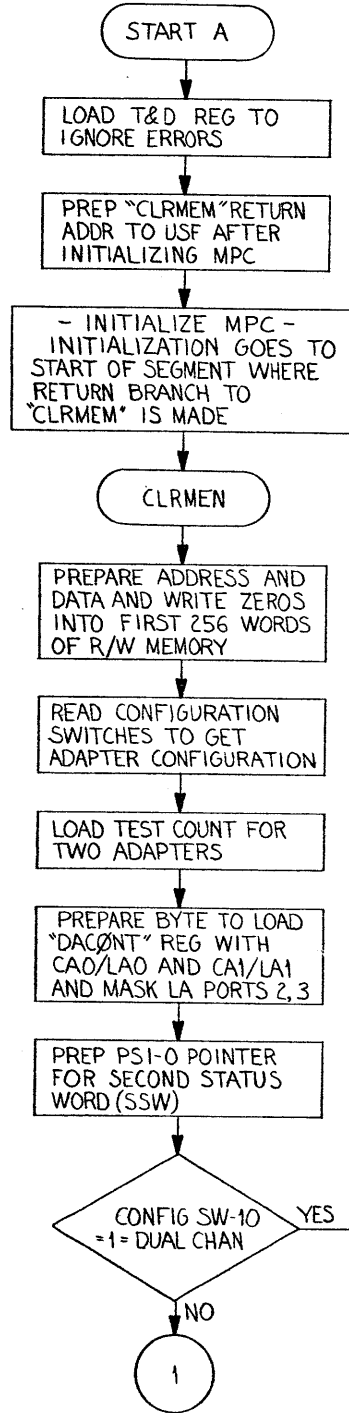 START A
LOAD T&D REG TO
IGNORE ERRORS
PREP "CLRMEM" RETURN
ADDR TO USF AFTER
INITIALIZING MPC
- INITIALIZE MPC -
INITIALIZATION GOES TO
START OF SEGMENT WHERE
RETURN BRANCH TO
"CLRMEM" IS MADE
CLRMEN
PREPARE ADDRESS AND
DATA AND WRITE ZEROS
INTO FIRST 256 WORDS
OF R/W MEMORY
READ CONFIGURATION
SWITCHES TO GET
ADAPTER CONFIGURATION
LOAD TEST COUNT FOR
TWO ADAPTERS
PREPARE BYTE TO LOAD
"DACØNT" REG WITH
CA0/LA0 AND CA1/LA1
AND MASK LA PORTS 2,3
PREP PSI-0 POINTER
FOR SECOND STATUS
WORD (SSW)
CONFIG SW-10
=1= DUAL CHAN
YES
NO
1